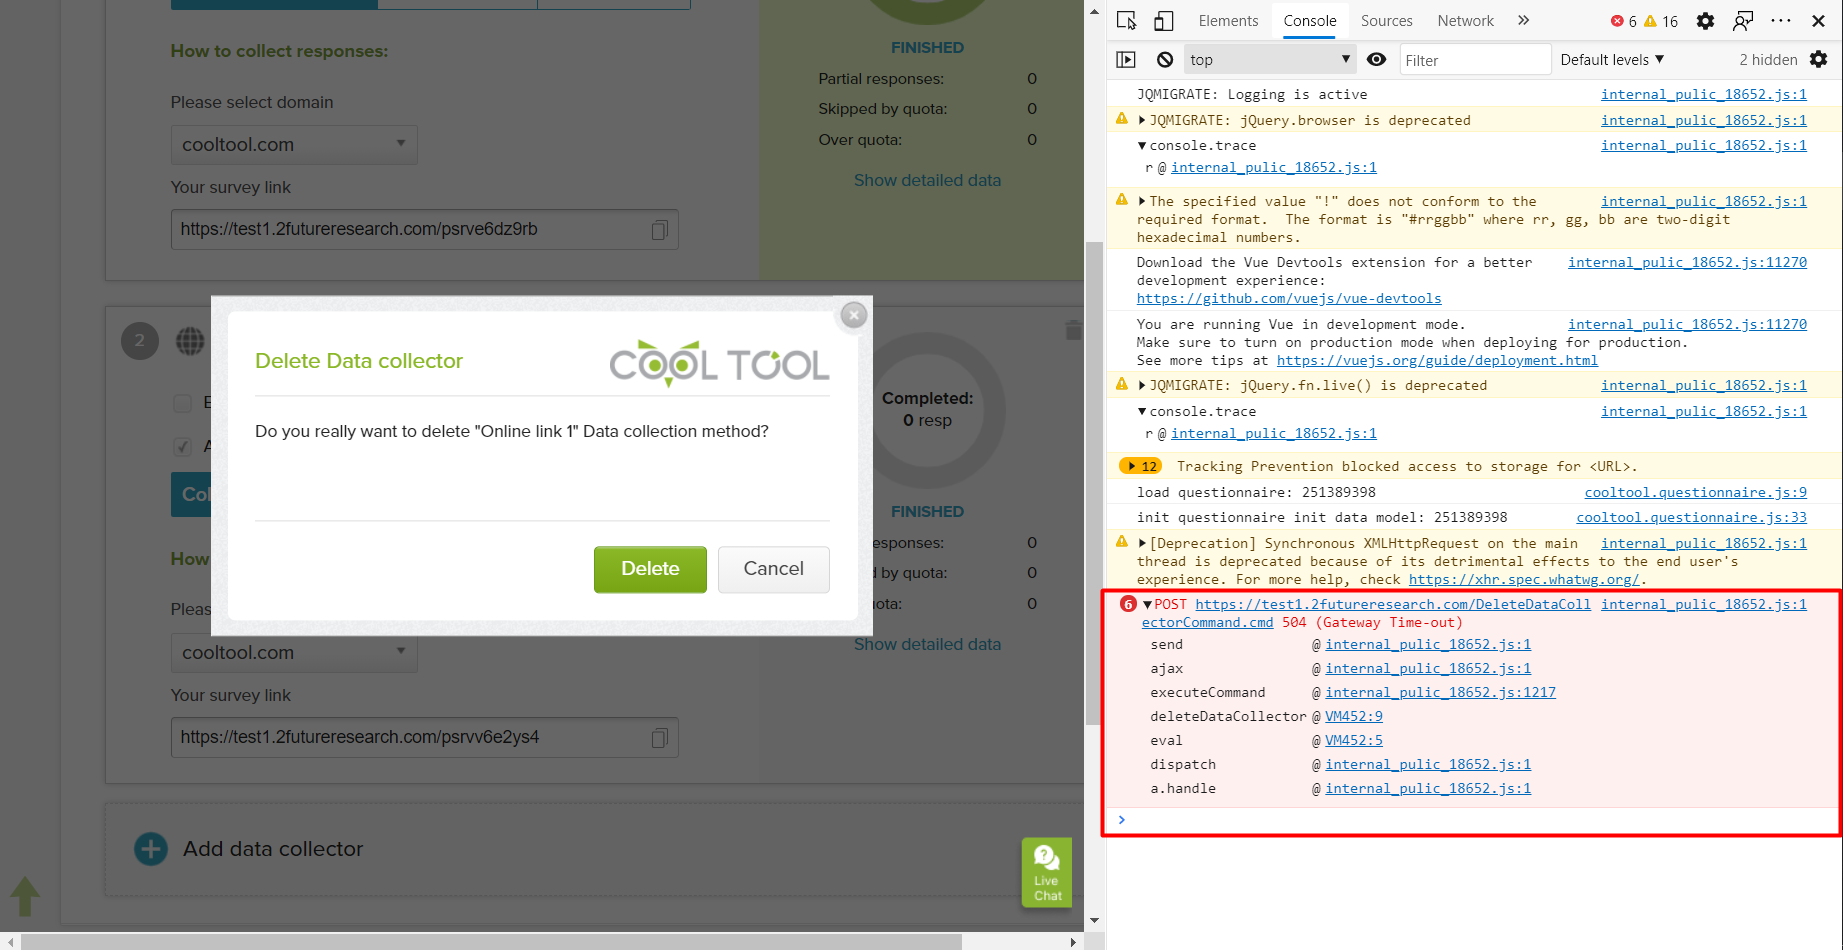 How to collect responses:
Please select domain
cooltool.com
Your survey link
https://test1.2futureresearch.com/psrve6dz9rb
FINISHED
Partial responses: 0
Skipped by quota: 0
Over quota: 0
Show detailed data
2
Delete Data collector
COOL TOOL
Do you really want to delete "Online link 1" Data collection method?
Delete
Cancel
Completed:
0 resp
Col
FINISHED
How
esponses: 0
d by quota: 0
uota: 0
Pleas
cooltool.com
Show detailed data
Your survey link
https://test1.2futureresearch.com/psrvv6e2ys4
Add data collector
Live
Chat
Elements Console Sources Network » 6 16
top Filter Default levels 2 hidden
JQMIGRATE: Logging is active internal_pulic_18652.js:1
JQMIGRATE: jQuery.browser is deprecated internal_pulic_18652.js:1
console.trace internal_pulic_18652.js:1
r @ internal_pulic_18652.js:1
The specified value "!" does not conform to the internal_pulic_18652.js:1
required format. The format is "#rrggbb" where rr, gg, bb are two-digit
hexadecimal numbers.
Download the Vue Devtools extension for a better internal_pulic_18652.js:11270
development experience:
https://github.com/vuejs/vue-devtools
You are running Vue in development mode. internal_pulic_18652.js:11270
Make sure to turn on production mode when deploying for production.
See more tips at https://vuejs.org/guide/deployment.html
JQMIGRATE: jQuery.fn.live() is deprecated internal_pulic_18652.js:1
console.trace internal_pulic_18652.js:1
r @ internal_pulic_18652.js:1
12 Tracking Prevention blocked access to storage for <URL>.
load questionnaire: 251389398 cooltool.questionnaire.js:9
init questionnaire init data model: 251389398 cooltool.questionnaire.js:33
[Deprecation] Synchronous XMLHttpRequest on the main internal_pulic_18652.js:1
thread is deprecated because of its detrimental effects to the end user's
experience. For more help, check https://xhr.spec.whatwg.org/.
6 POST https://test1.2futureresearch.com/DeleteDataColl internal_pulic_18652.js:1
ectorCommand.cmd 504 (Gateway Time-out)
send @ internal_pulic_18652.js:1
ajax @ internal_pulic_18652.js:1
executeCommand @ internal_pulic_18652.js:1217
deleteDataCollector @ VM452:9
eval @ VM452:5
dispatch @ internal_pulic_18652.js:1
a.handle @ internal_pulic_18652.js:1